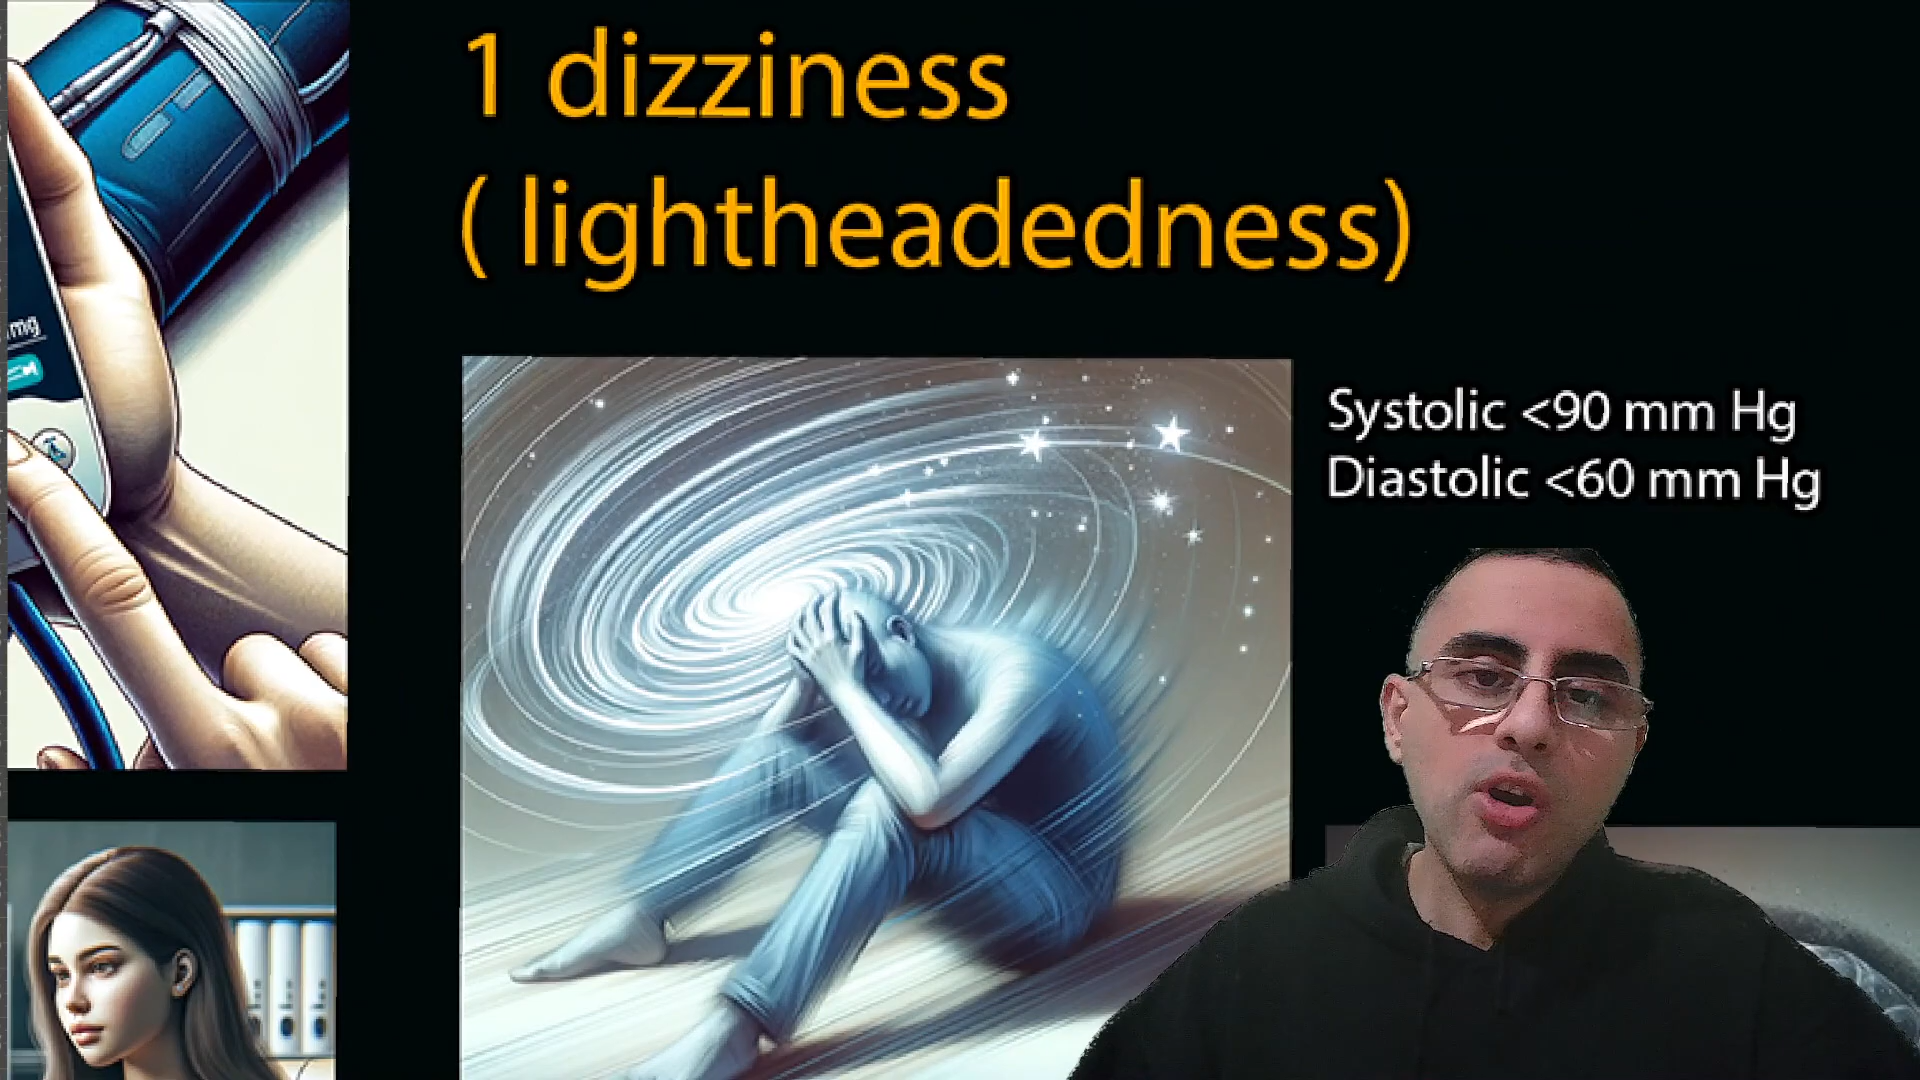 1 dizziness
( lightheadedness)
Systolic <90 mm Hg
Diastolic <60 mm Hg